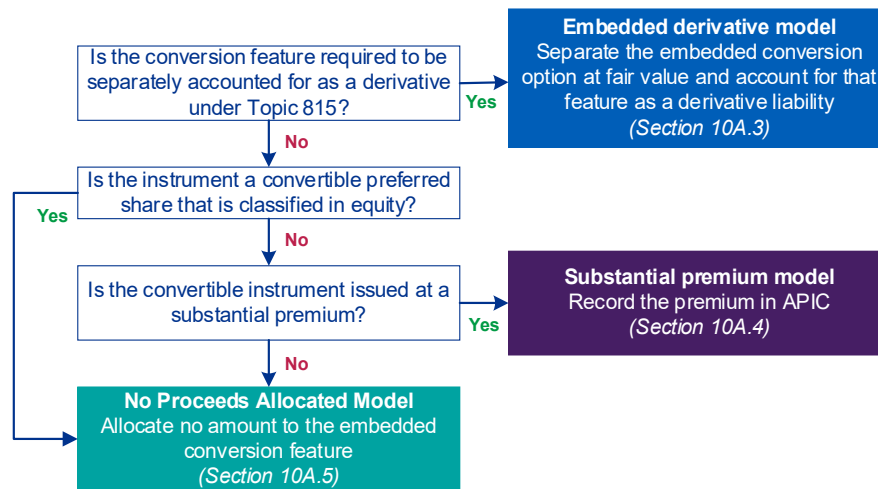 Is the conversion feature required to be
separately accounted for as a derivative
under Topic 815?
Yes
Embedded derivative model
Separate the embedded conversion
option at fair value and account for that
feature as a derivative liability
(Section 10A.3)
No
Is the instrument a convertible preferred
share that is classified in equity?
Yes
No
Is the convertible instrument issued at a
substantial premium?
Yes
Substantial premium model
Record the premium in APIC
(Section 10A.4)
No
No Proceeds Allocated Model
Allocate no amount to the embedded
conversion feature
(Section 10A.5)